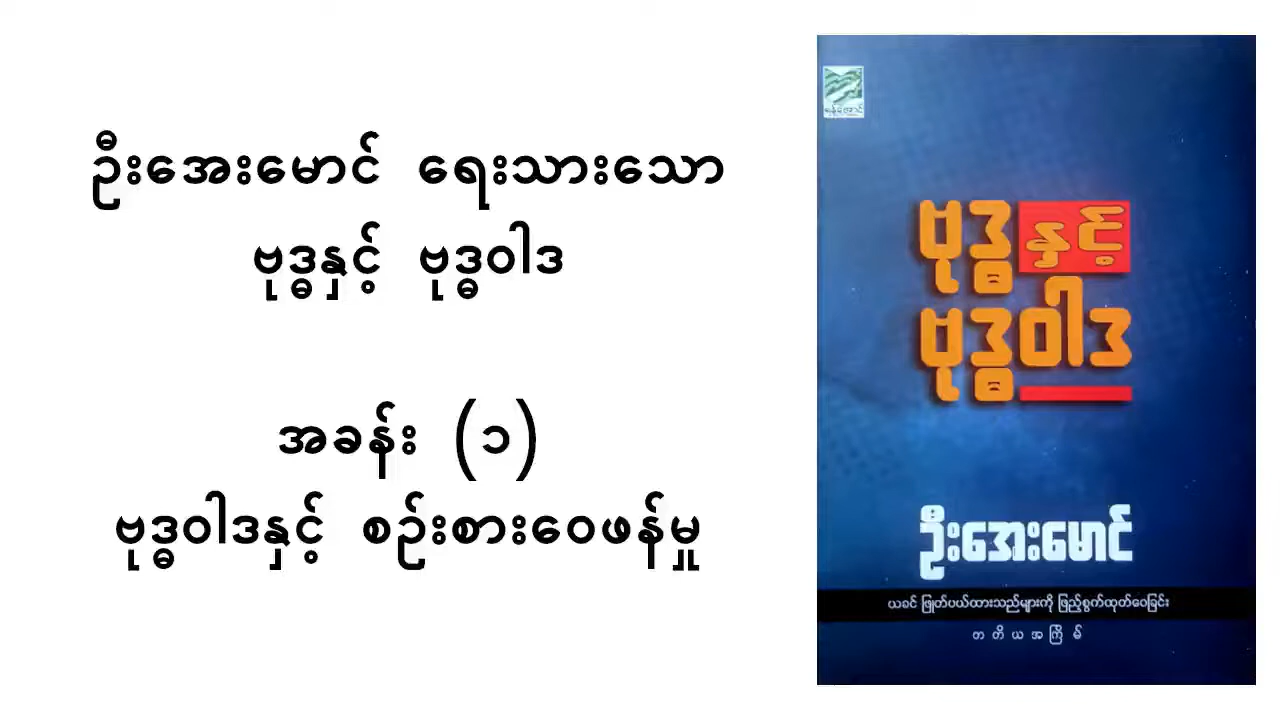 ဦးအေးမောင် ရေးသားသော
ဗုဒ္ဓနှင့် ဗုဒ္ဓဝါဒ
အခန်း (၁)
ဗုဒ္ဓဝါဒနှင့် စဉ်းစားဝေဖန်မှု
ဗုဒ္ဓနှင့်
ဗုဒ္ဓဝါဒ
ဦးအေးမောင်
ယခင် ဖြုတ်ပယ်ထားသည်များကို ဖြည့်စွက်ထုတ်ဝေခြင်း
တတိယအကြိမ်